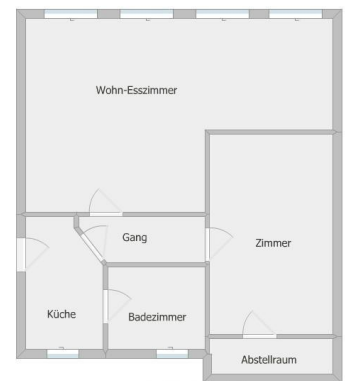 Wohn-Esszimmer
Gang
Zimmer
Küche
Badezimmer
Abstellraum